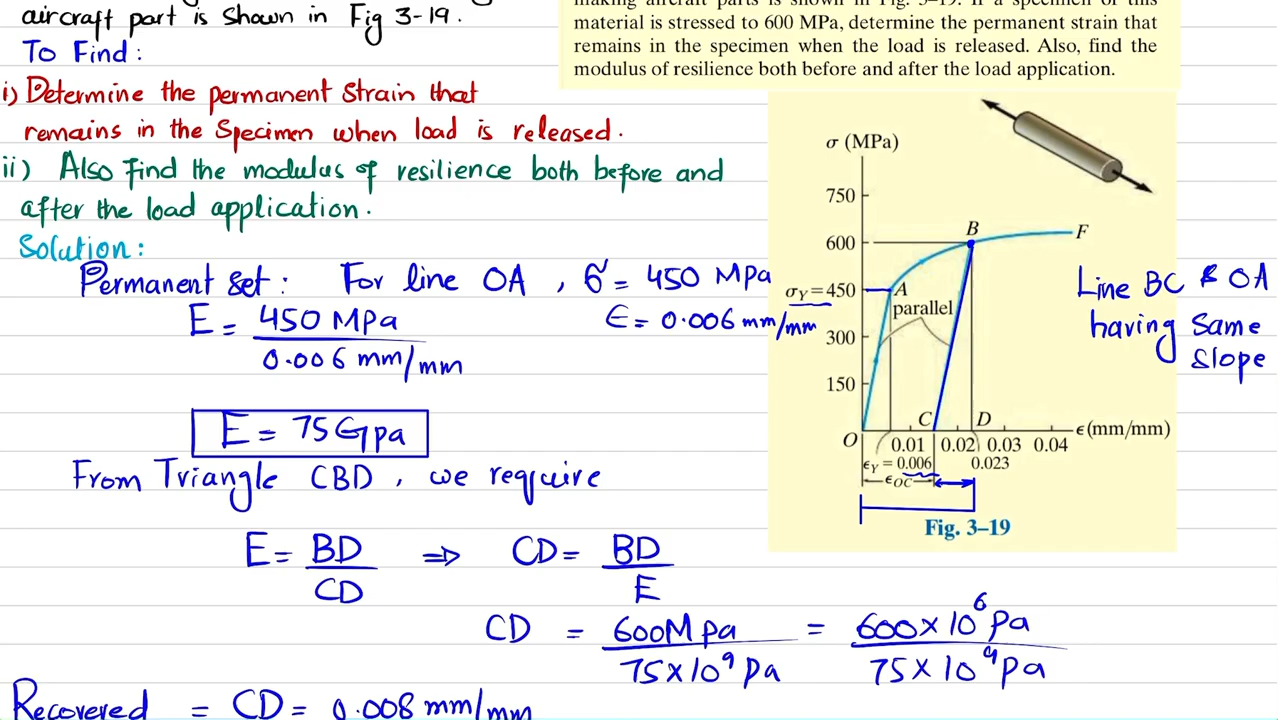 aircraft part is shown in Fig 3-19.
To Find:
i) Determine the permanent strain that
remains in the specimen when load is released.
ii) Also Find the modulus of resilience both before and
after the load application.
making aircraft parts is shown in Fig. 3–19. If a specimen of this
material is stressed to 600 MPa, determine the permanent strain that
remains in the specimen when the load is released. Also, find the
modulus of resilience both before and after the load application.
Solution:
Permanent set: For line OA, σ = 450 MPa
ϵ = 0.006 mm/mm
E = 450 MPa
0.006 mm/mm
E = 75 Gpa
From Triangle CBD, we require
E = BD / CD ⇒ CD = BD / E
CD = 600Mpa / 75×10⁹ Pa = 600×10⁶ Pa / 75×10⁹ Pa
Recovered = CD = 0.008 mm/mm
σ (MPa)
750
600
σY = 450
300
150
A
B
F
parallel
C
D
O
0.01 0.02 0.03 0.04
ϵ (mm/mm)
ϵY = 0.006
0.023
ϵOC
Fig. 3–19
Line BC & OA
having same
slope